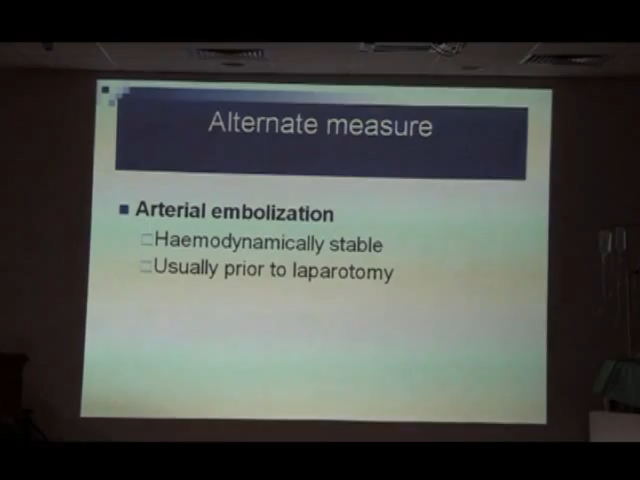 Alternate measure
Arterial embolization
Haemodynamically stable
Usually prior to laparotomy